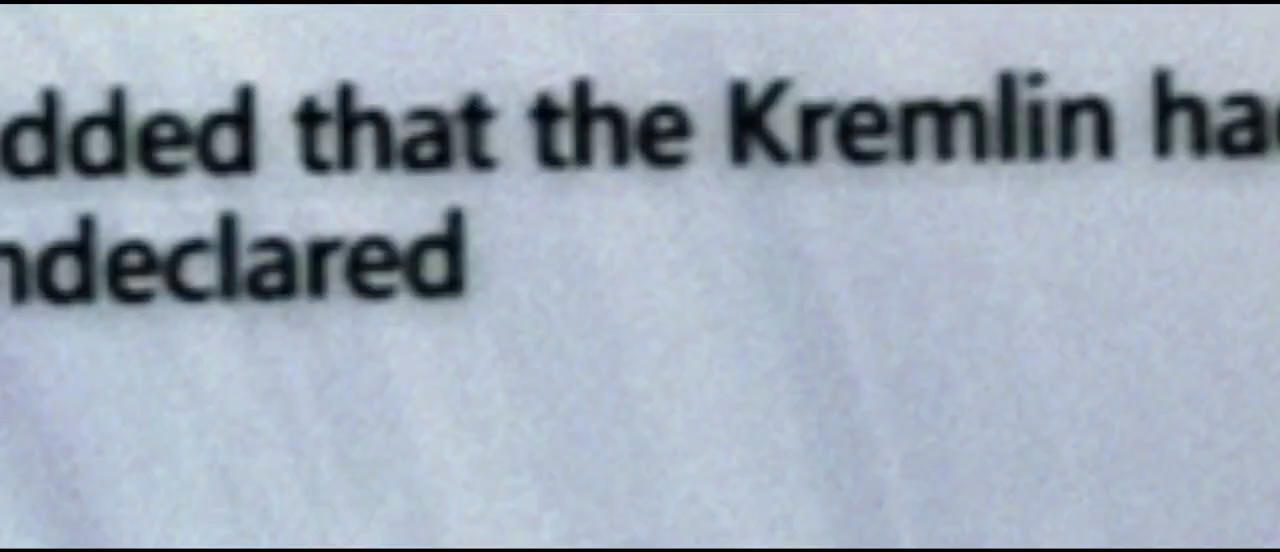 dded that the Kremlin ha
ndeclared